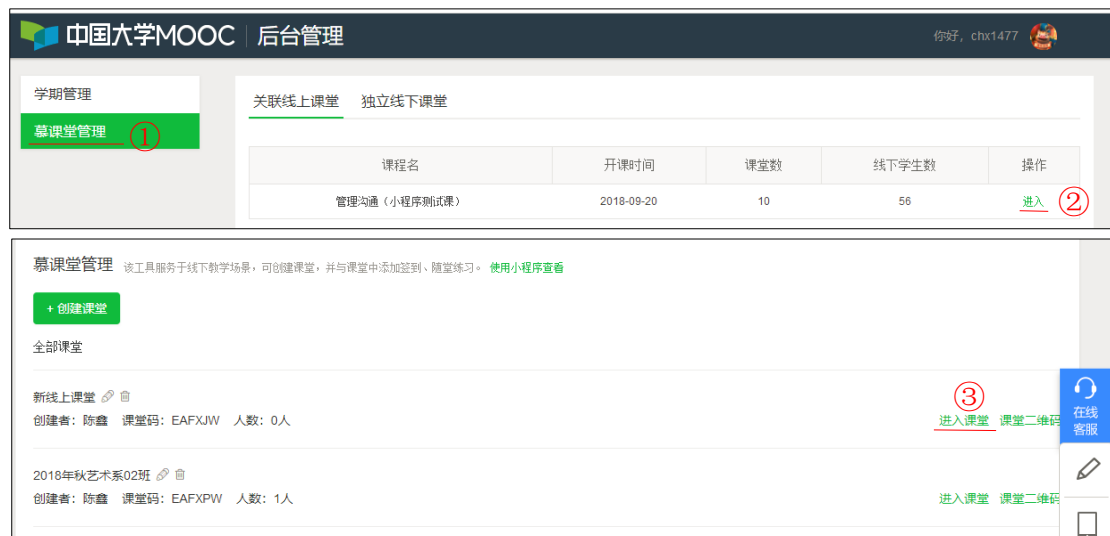 中国大学MOOC 后台管理 你好，chx1477
学期管理
慕课堂管理 ①
关联线上课堂 独立线下课堂
课程名 开课时间 课堂数 线下学生数 操作
管理沟通（小程序测试课） 2018-09-20 10 56 进入 ②
慕课堂管理 该工具服务于线下教学场景，可创建课堂，并与课堂中添加签到、随堂练习。 使用小程序查看
+ 创建课堂
全部课堂
新线上课堂
创建者：陈鑫 课堂码：EAFXJW 人数：0人
③
进入课堂 课堂二维码
在线
客服
2018年秋艺术系02班
创建者：陈鑫 课堂码：EAFXPW 人数：1人
进入课堂 课堂二维码